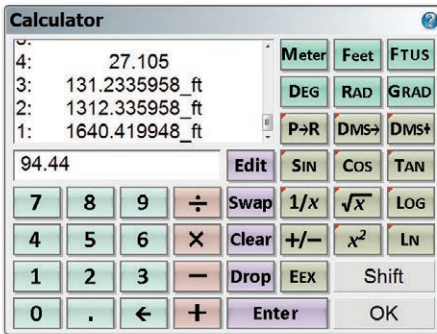 Calculator ?
5:
4: 27.105
3: 131.2335958_ft
2: 1312.335958_ft
1: 1640.419948_ft
Meter Feet FTUS
DEG RAD GRAD
P→R DMS→ DMS+
94.44 Edit SIN COS TAN
7 8 9 ÷ Swap 1/x √x LOG
4 5 6 × Clear +/− x² LN
1 2 3 − Drop EEX Shift
0 . ← + Enter OK